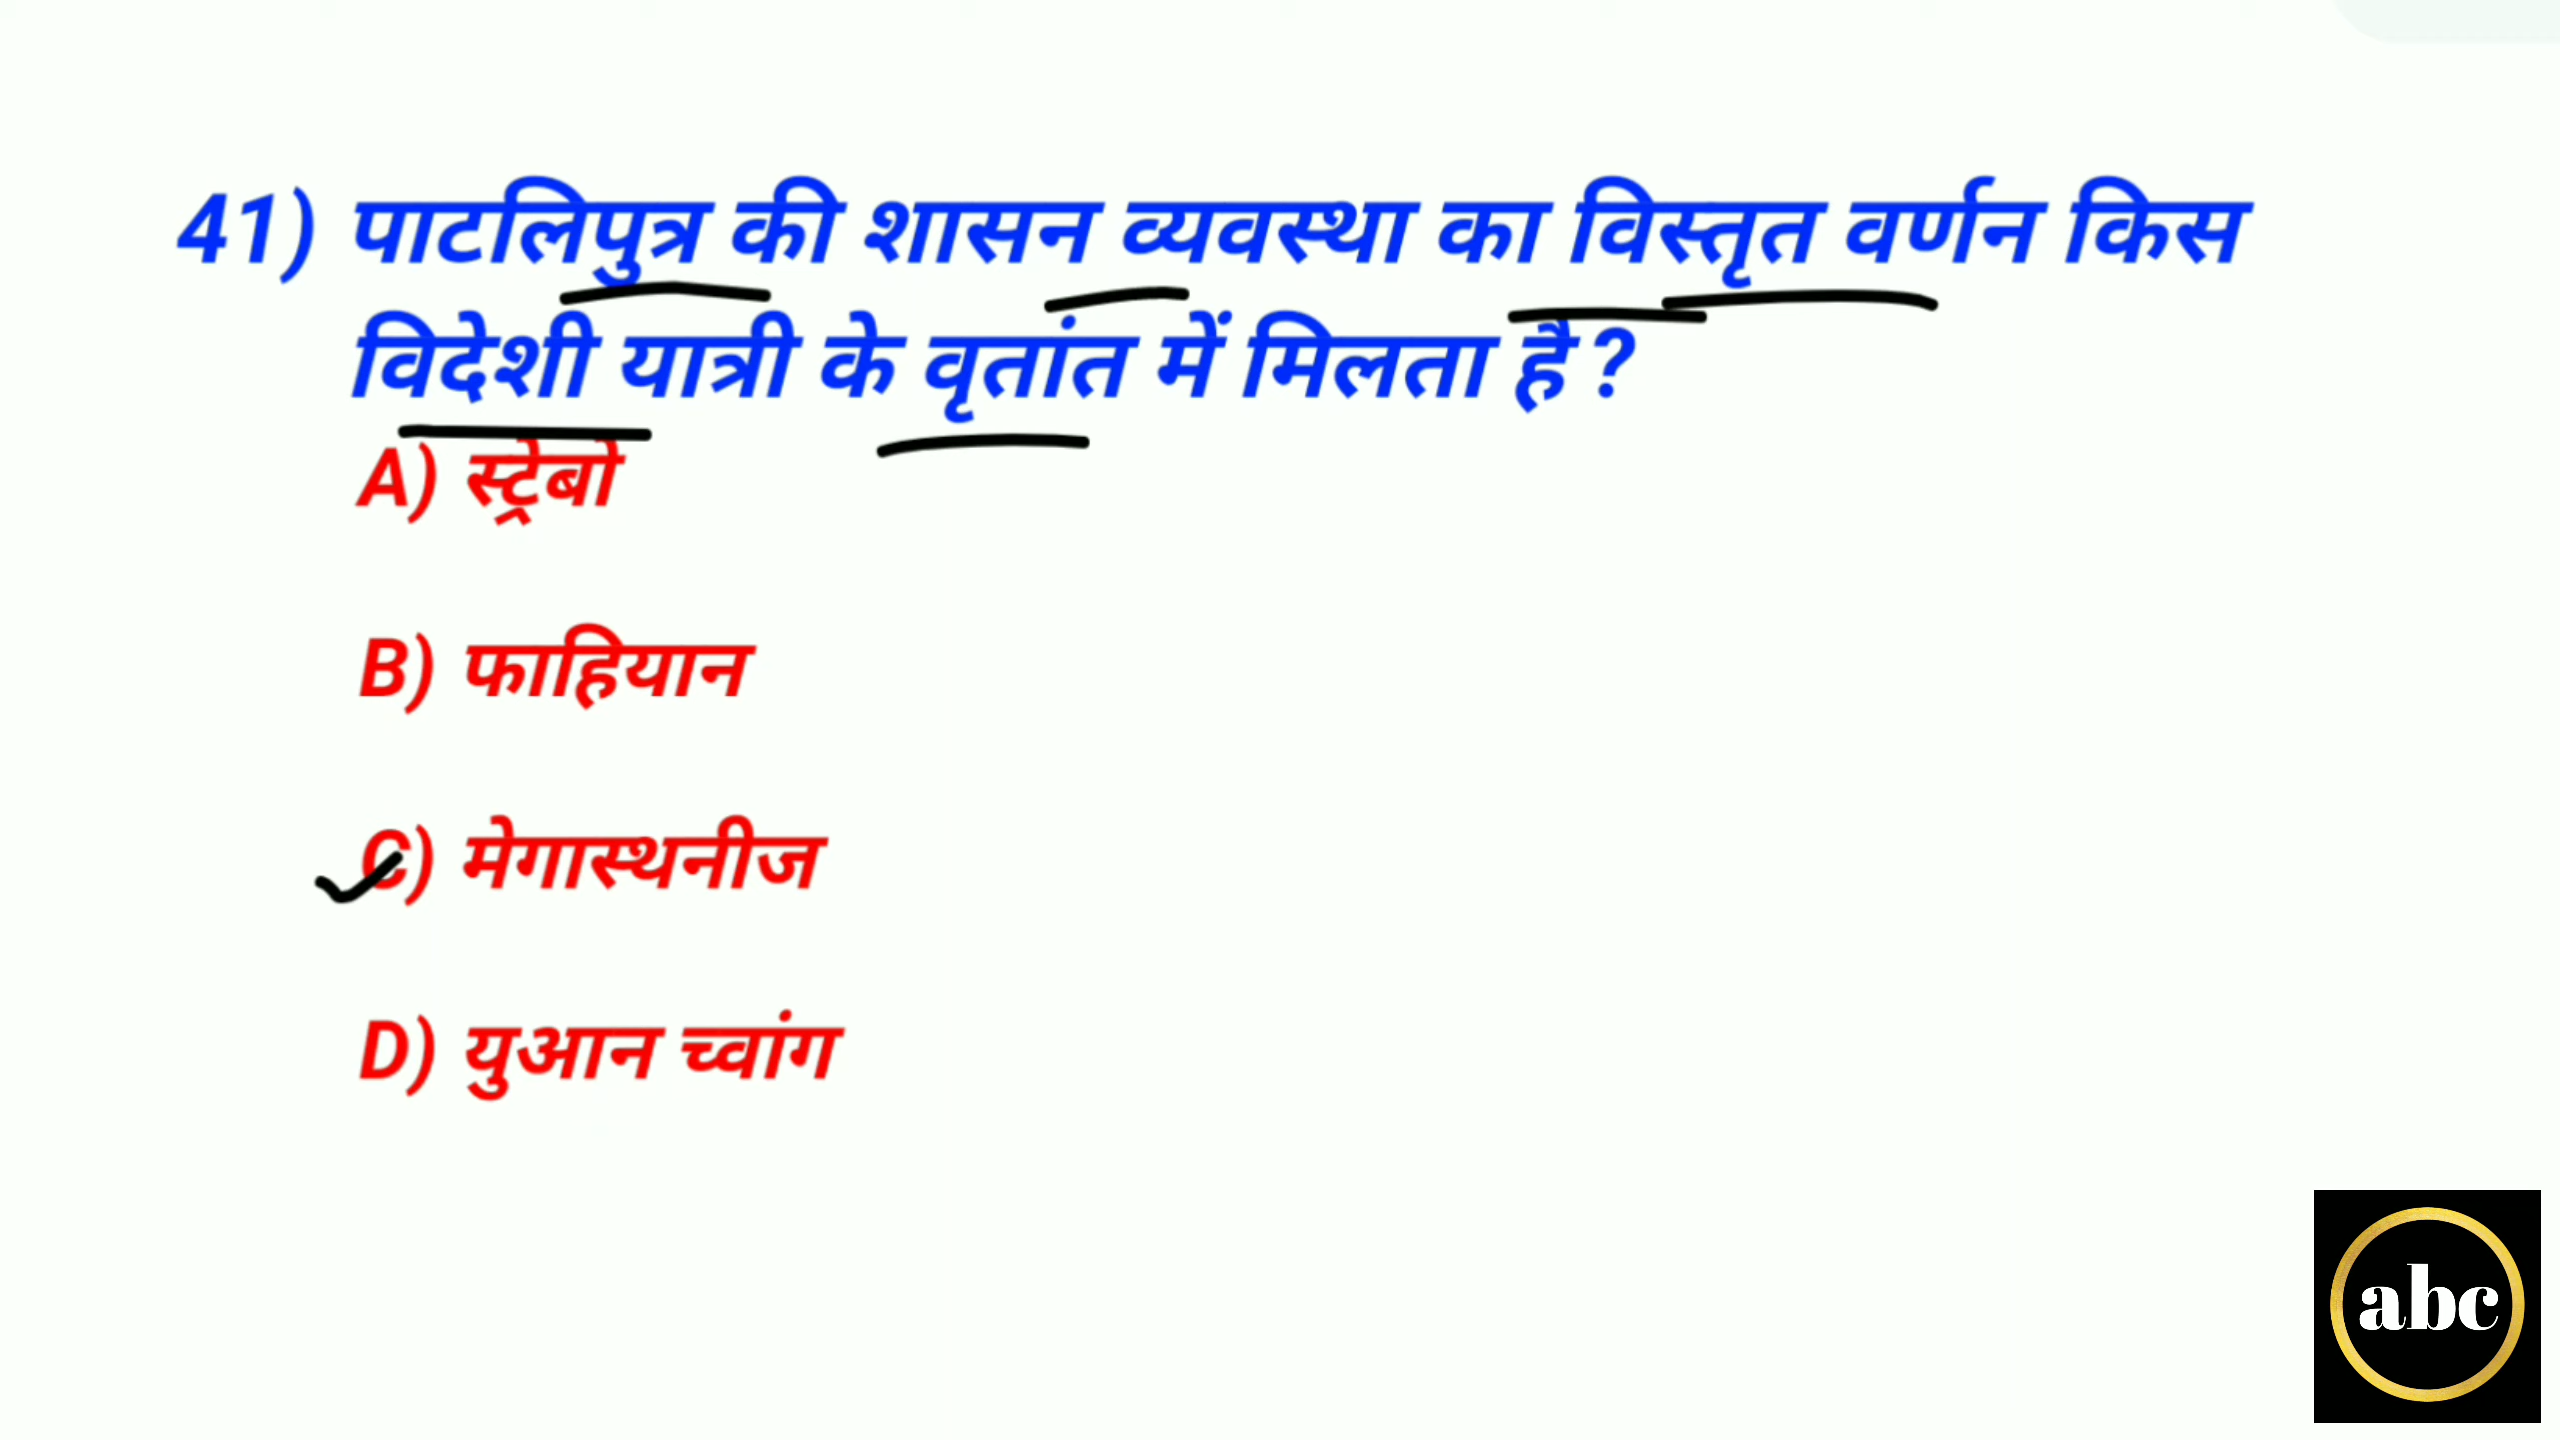 41) पाटलिपुत्र की शासन व्यवस्था का विस्तृत वर्णन किस
विदेशी यात्री के वृतांत में मिलता है ?
A) स्ट्रेबो
B) फाहियान
C) मेगास्थनीज
D) युआन च्वांग
abc